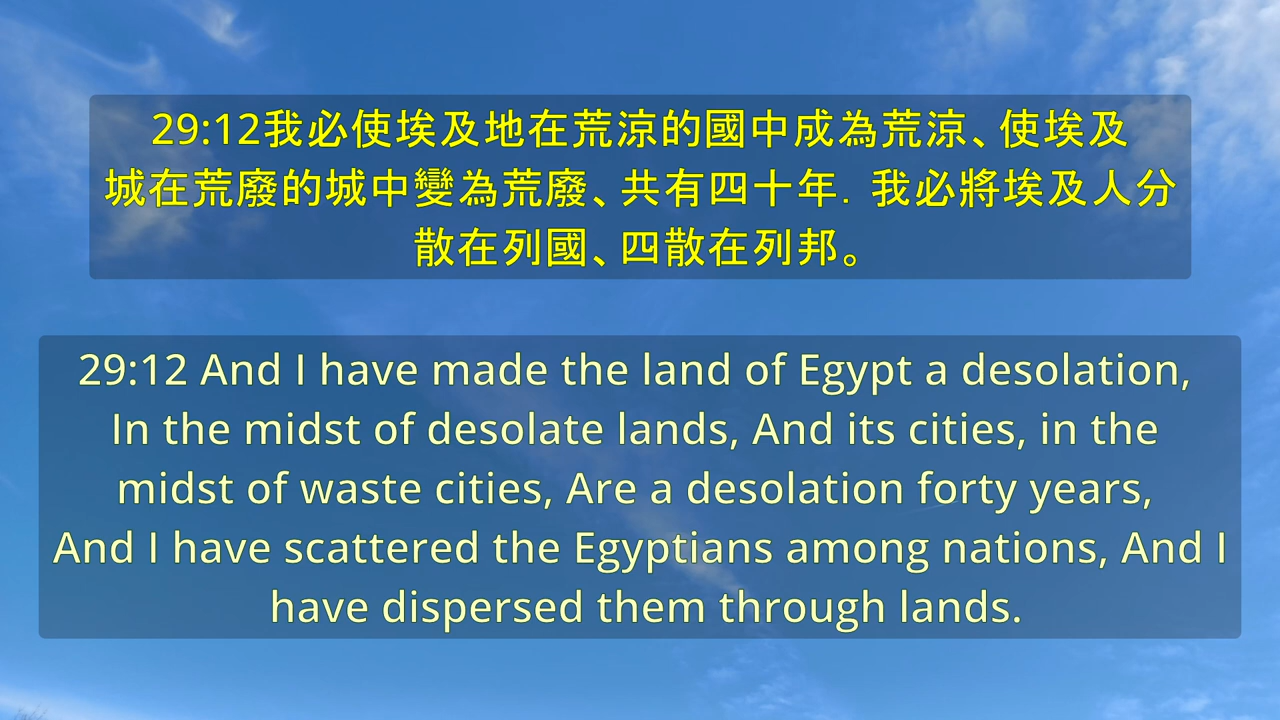 29:12我必使埃及地在荒涼的國中成為荒涼、使埃及
城在荒廢的城中變為荒廢、共有四十年．我必將埃及人分
散在列國、四散在列邦。
29:12 And I have made the land of Egypt a desolation,
In the midst of desolate lands, And its cities, in the
midst of waste cities, Are a desolation forty years,
And I have scattered the Egyptians among nations, And I
have dispersed them through lands.